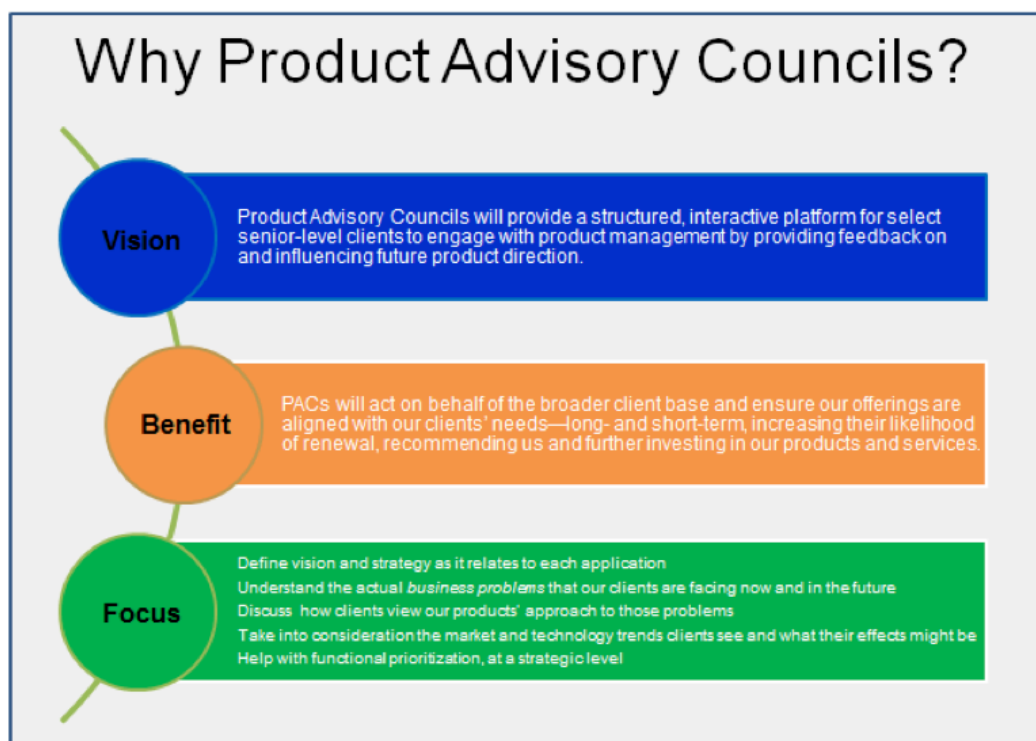 Why Product Advisory Councils?
Vision
Product Advisory Councils will provide a structured, interactive platform for select
senior-level clients to engage with product management by providing feedback on
and influencing future product direction.
Benefit
PACs will act on behalf of the broader client base and ensure our offerings are
aligned with our clients' needs—long- and short-term, increasing their likelihood
of renewal, recommending us and further investing in our products and services.
Focus
Define vision and strategy as it relates to each application
Understand the actual business problems that our clients are facing now and in the future
Discuss how clients view our products' approach to those problems
Take into consideration the market and technology trends clients see and what their effects might be
Help with functional prioritization, at a strategic level